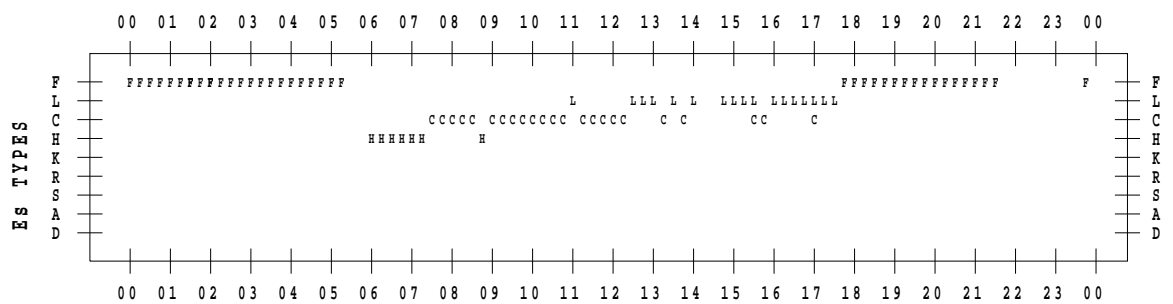 00 01 02 03 04 05 06 07 08 09 10 11 12 13 14 15 16 17 18 19 20 21 22 23 00
F FFFFFFFFFFFFFFFFFFFFFF FFFFFFFFFFFFFFFF F F
L L LLL L L LLLL LLLLLLL L
C CCCCC CCCCCCCC CCCCC C C CC C C
H HHHHHH H H
K K
R R
S S
A A
D D
Es TYPES
00 01 02 03 04 05 06 07 08 09 10 11 12 13 14 15 16 17 18 19 20 21 22 23 00